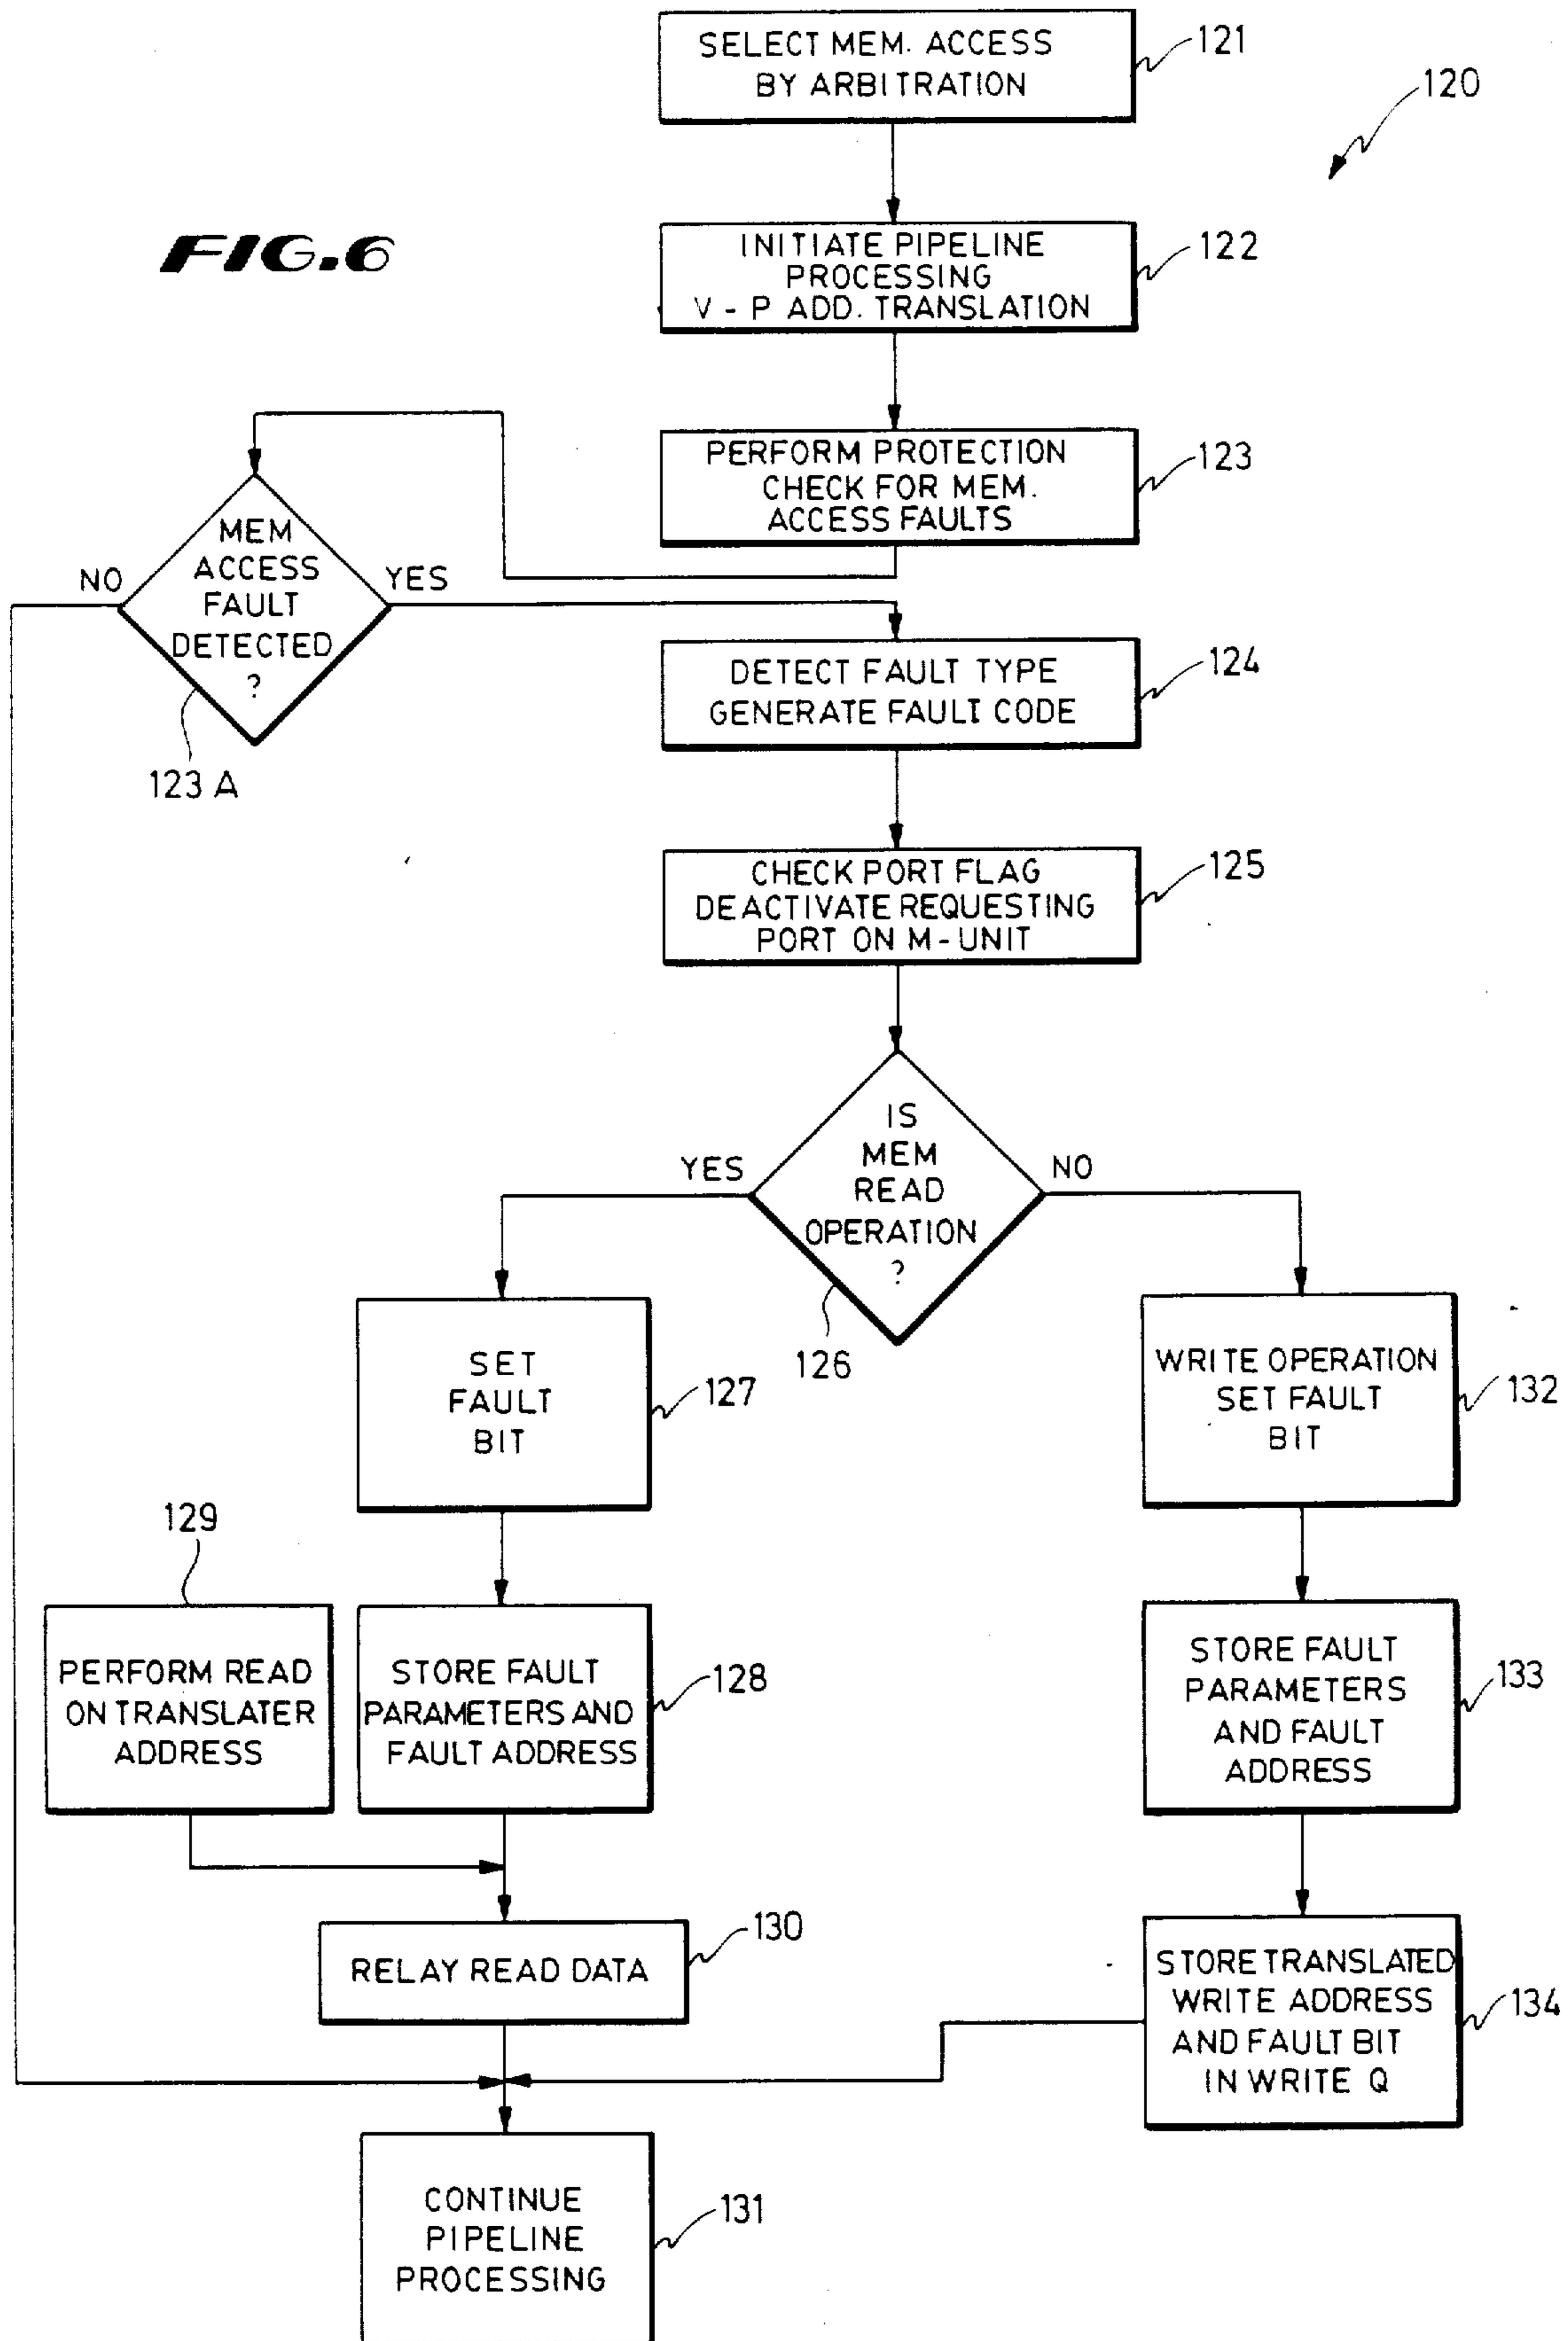 SELECT MEM. ACCESS
BY ARBITRATION
121
120
FIG.6
INITIATE PIPELINE
PROCESSING
V - P ADD. TRANSLATION
122
PERFORM PROTECTION
CHECK FOR MEM.
ACCESS FAULTS
123
MEM
ACCESS
FAULT
DETECTED
?
NO
YES
123 A
DETECT FAULT TYPE
GENERATE FAULT CODE
124
CHECK PORT FLAG
DEACTIVATE REQUESTING
PORT ON M-UNIT
125
IS
MEM
READ
OPERATION
?
YES
NO
126
SET
FAULT
BIT
127
WRITE OPERATION
SET FAULT
BIT
132
129
PERFORM READ
ON TRANSLATER
ADDRESS
STORE FAULT
PARAMETERS AND
FAULT ADDRESS
128
STORE FAULT
PARAMETERS
AND FAULT
ADDRESS
133
RELAY READ DATA
130
STORE TRANSLATED
WRITE ADDRESS
AND FAULT BIT
IN WRITE Q
134
CONTINUE
PIPELINE
PROCESSING
131